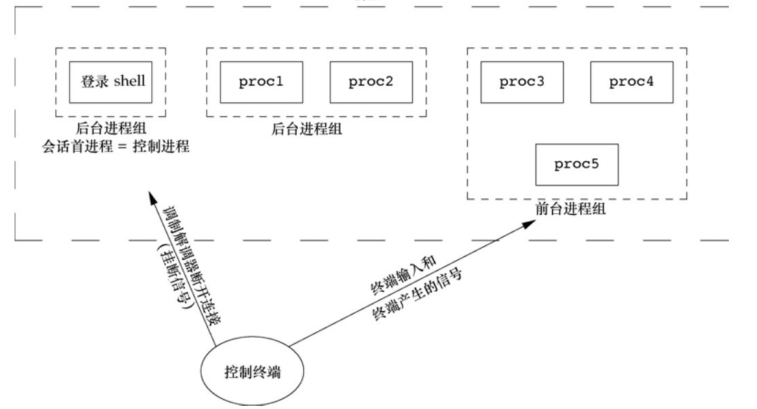 登录 shell
proc1
proc2
proc3
proc4
后台进程组
会话首进程 = 控制进程
后台进程组
proc5
前台进程组
调制解调器断开连接
(挂断信号)
终端输入和
终端产生的信号
控制终端